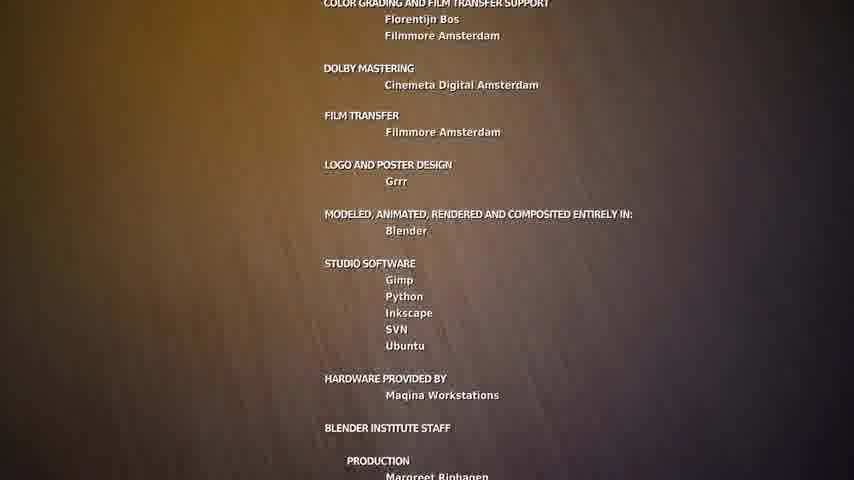 COLOR GRADING AND FILM TRANSFER SUPPORT
Florentijn Bos
Filmmore Amsterdam
DOLBY MASTERING
Cinemeta Digital Amsterdam
FILM TRANSFER
Filmmore Amsterdam
LOGO AND POSTER DESIGN
Grrr
MODELED, ANIMATED, RENDERED AND COMPOSITED ENTIRELY IN:
Blender
STUDIO SOFTWARE
Gimp
Python
Inkscape
SVN
Ubuntu
HARDWARE PROVIDED BY
Maqina Workstations
BLENDER INSTITUTE STAFF
PRODUCTION
Margreet Riphagen